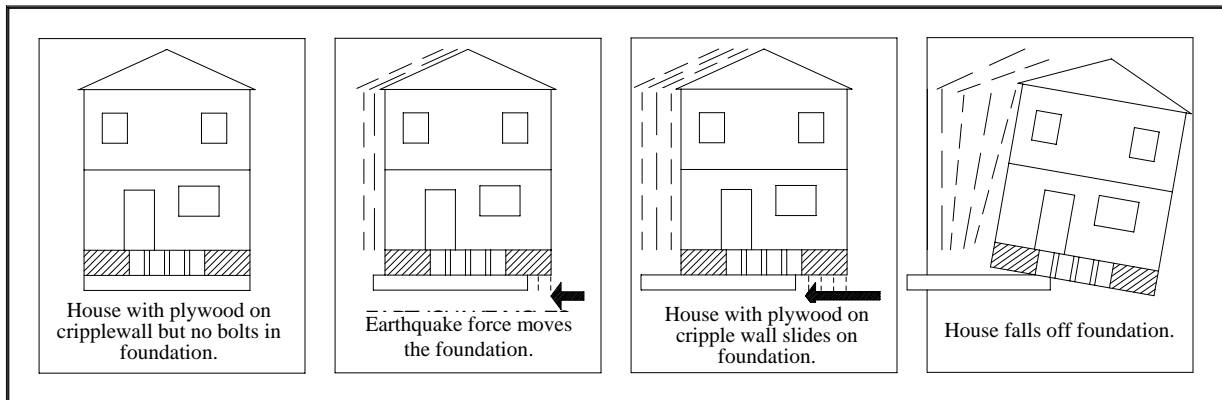 House with plywood on
cripplewall but no bolts in
foundation.
Earthquake force moves
the foundation.
House with plywood on
cripple wall slides on
foundation.
House falls off foundation.